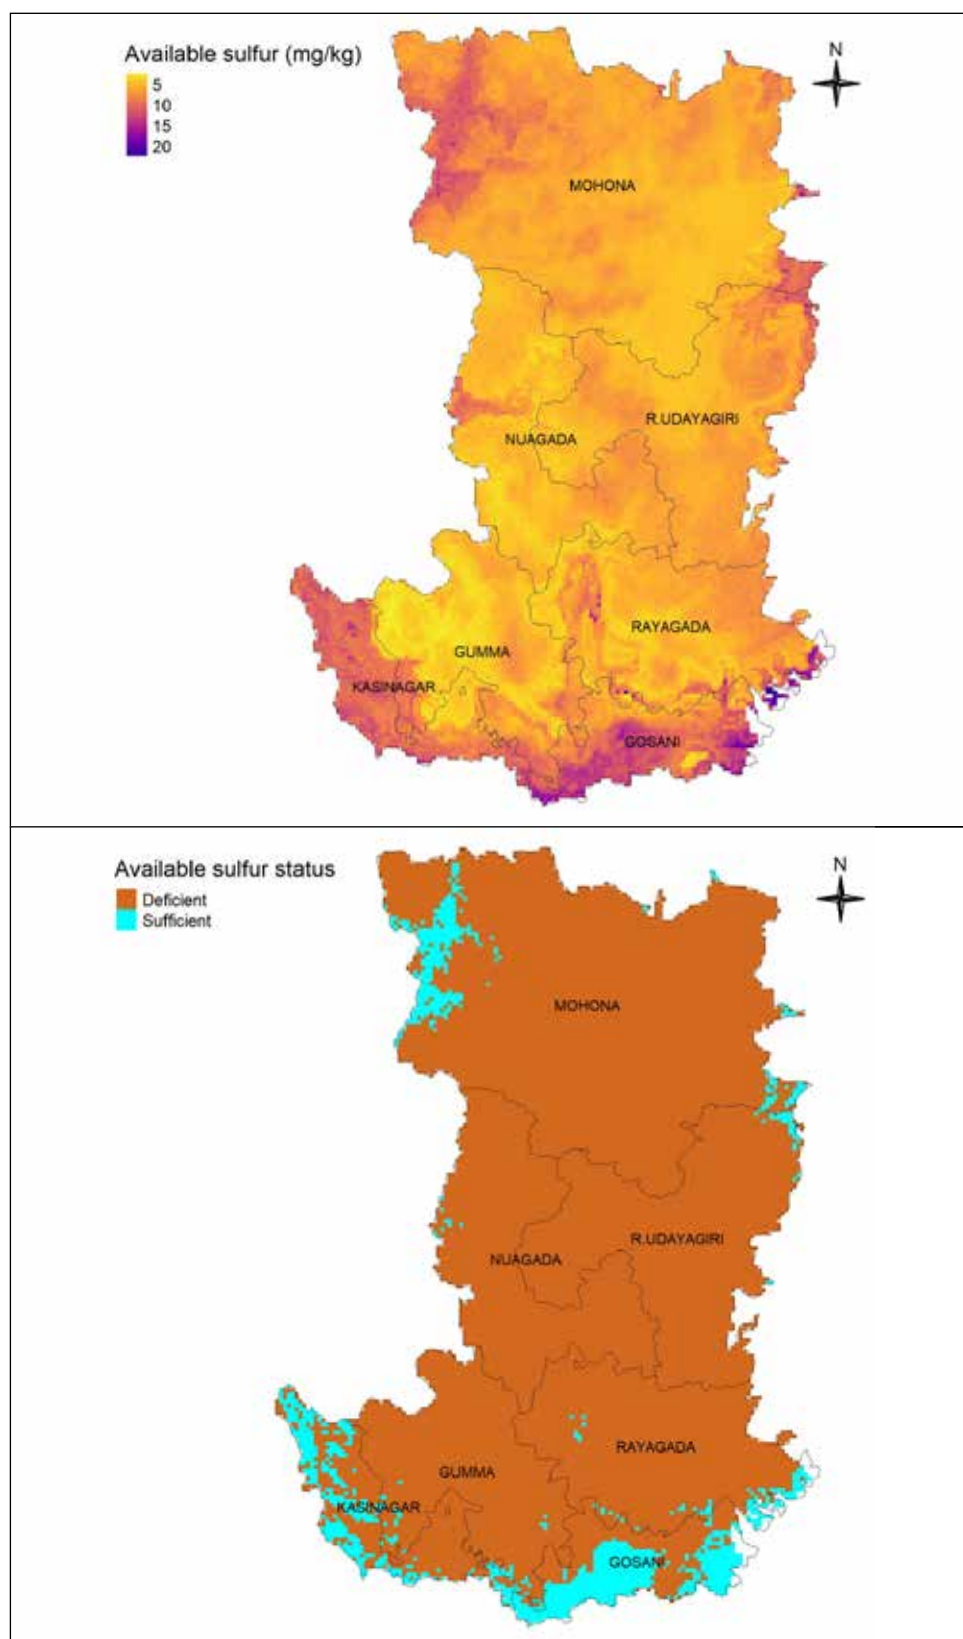 Available sulfur (mg/kg)
5
10
15
20
N
MOHONA
R.UDAYAGIRI
NUAGADA
RAYAGADA
GUMMA
KASINAGAR
GOSANI
Available sulfur status
Deficient
Sufficient
N
MOHONA
R.UDAYAGIRI
NUAGADA
RAYAGADA
GUMMA
KASINAGAR
GOSANI